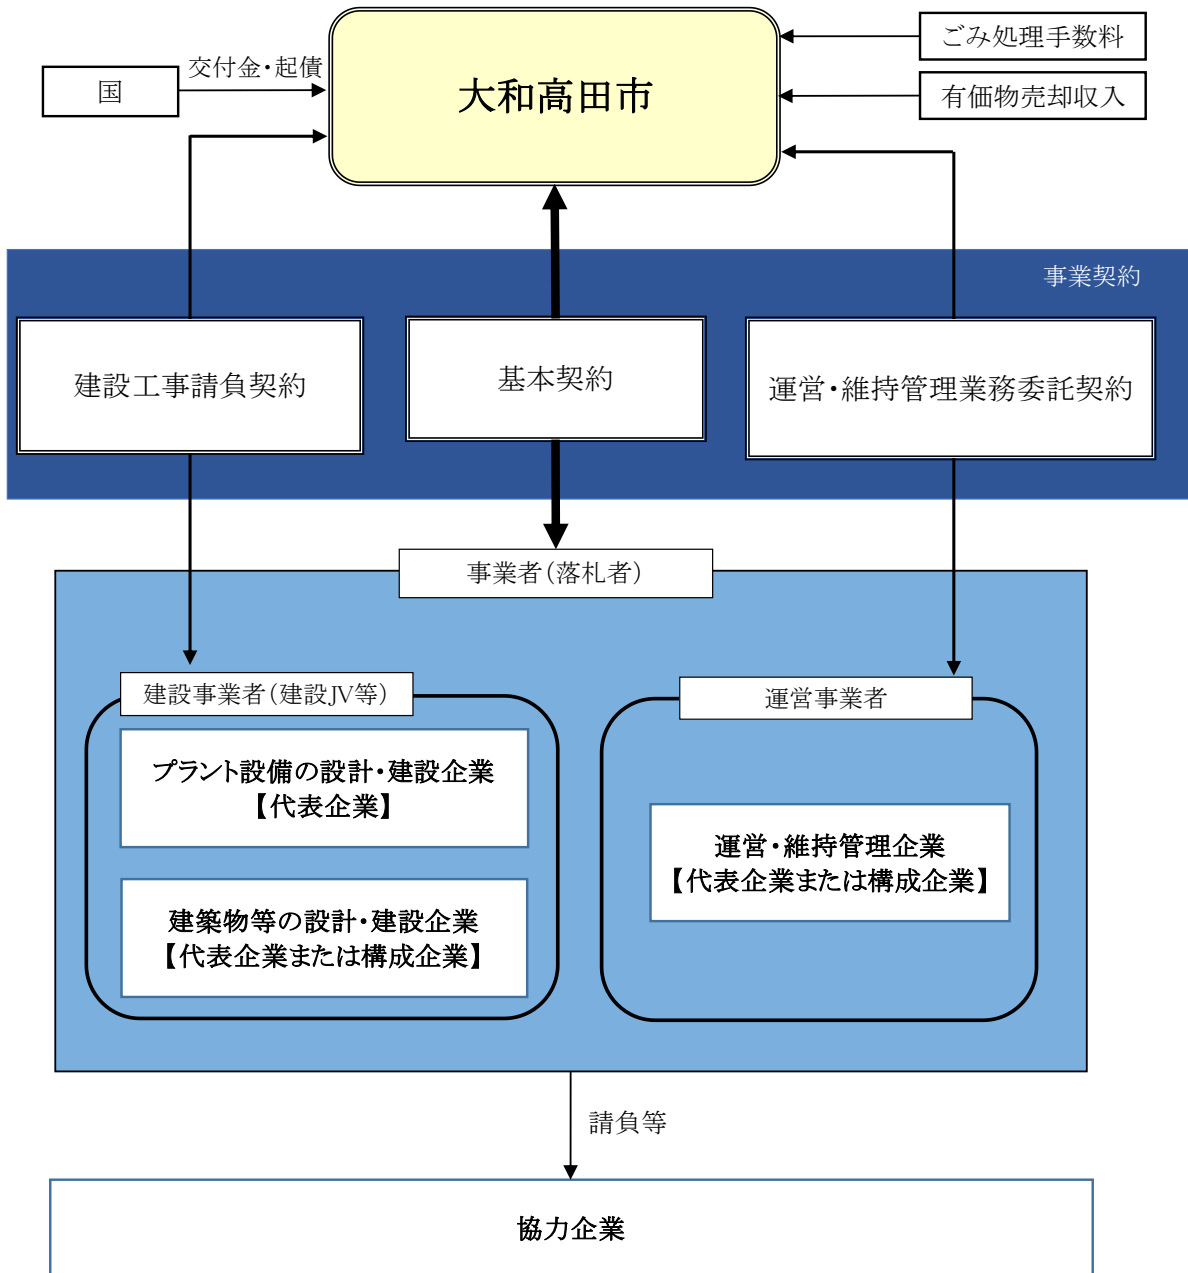 ごみ処理手数料
交付金・起債
国
大和高田市
有価物売却収入
事業契約
建設工事請負契約
基本契約
運営・維持管理業務委託契約
事業者(落札者)
建設事業者(建設JV等)
運営事業者
プラント設備の設計・建設企業
【代表企業】
運営・維持管理企業
【代表企業または構成企業】
建築物等の設計・建設企業
【代表企業または構成企業】
請負等
協力企業